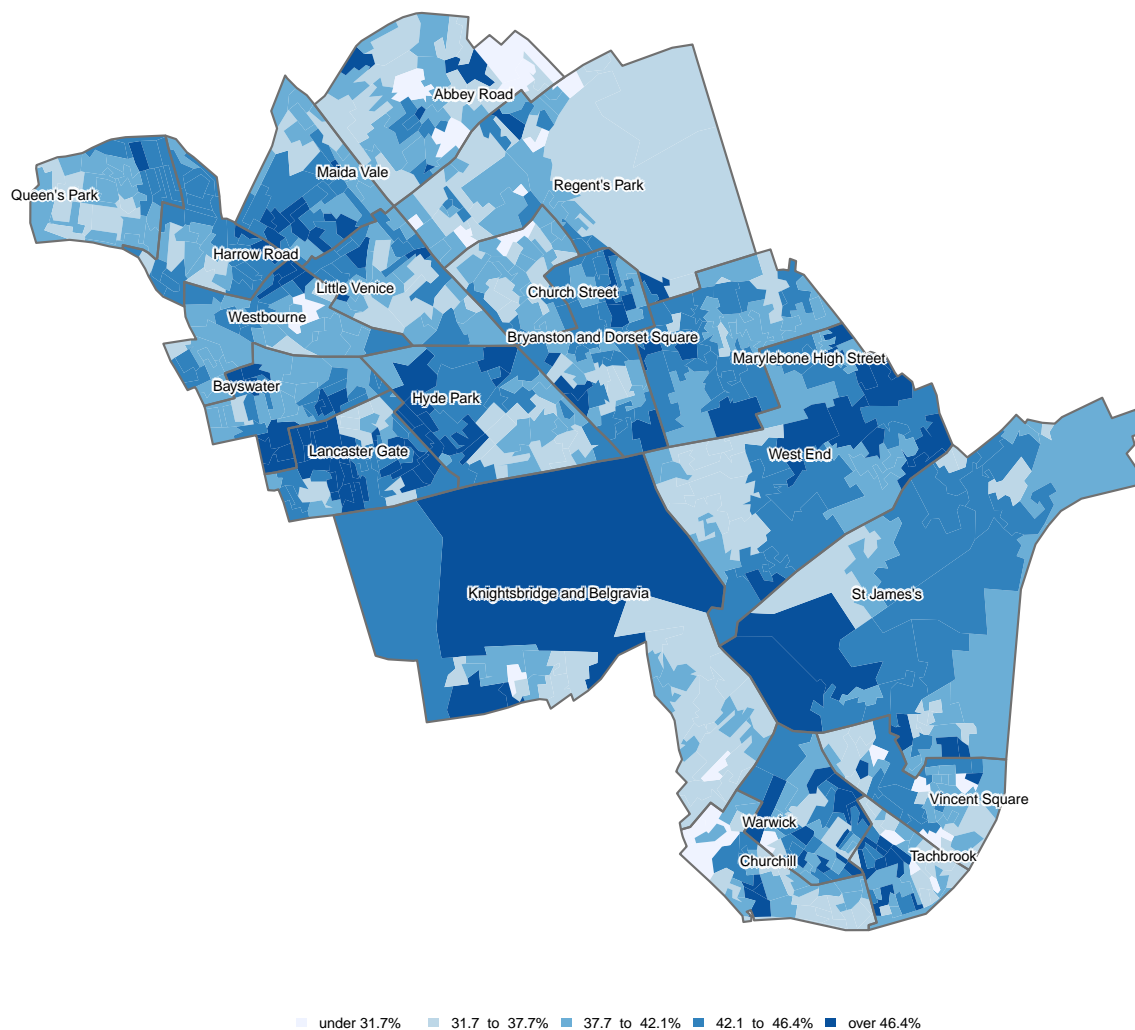 Abbey Road
Maida Vale
Regent's Park
Queen's Park
Harrow Road
Little Venice
Church Street
Westbourne
Bryanston and Dorset Square
Marylebone High Street
Bayswater
Hyde Park
Lancaster Gate
West End
Knightsbridge and Belgravia
St James's
Vincent Square
Warwick
Tachbrook
Churchill
under 31.7% 31.7 to 37.7% 37.7 to 42.1% 42.1 to 46.4% over 46.4%